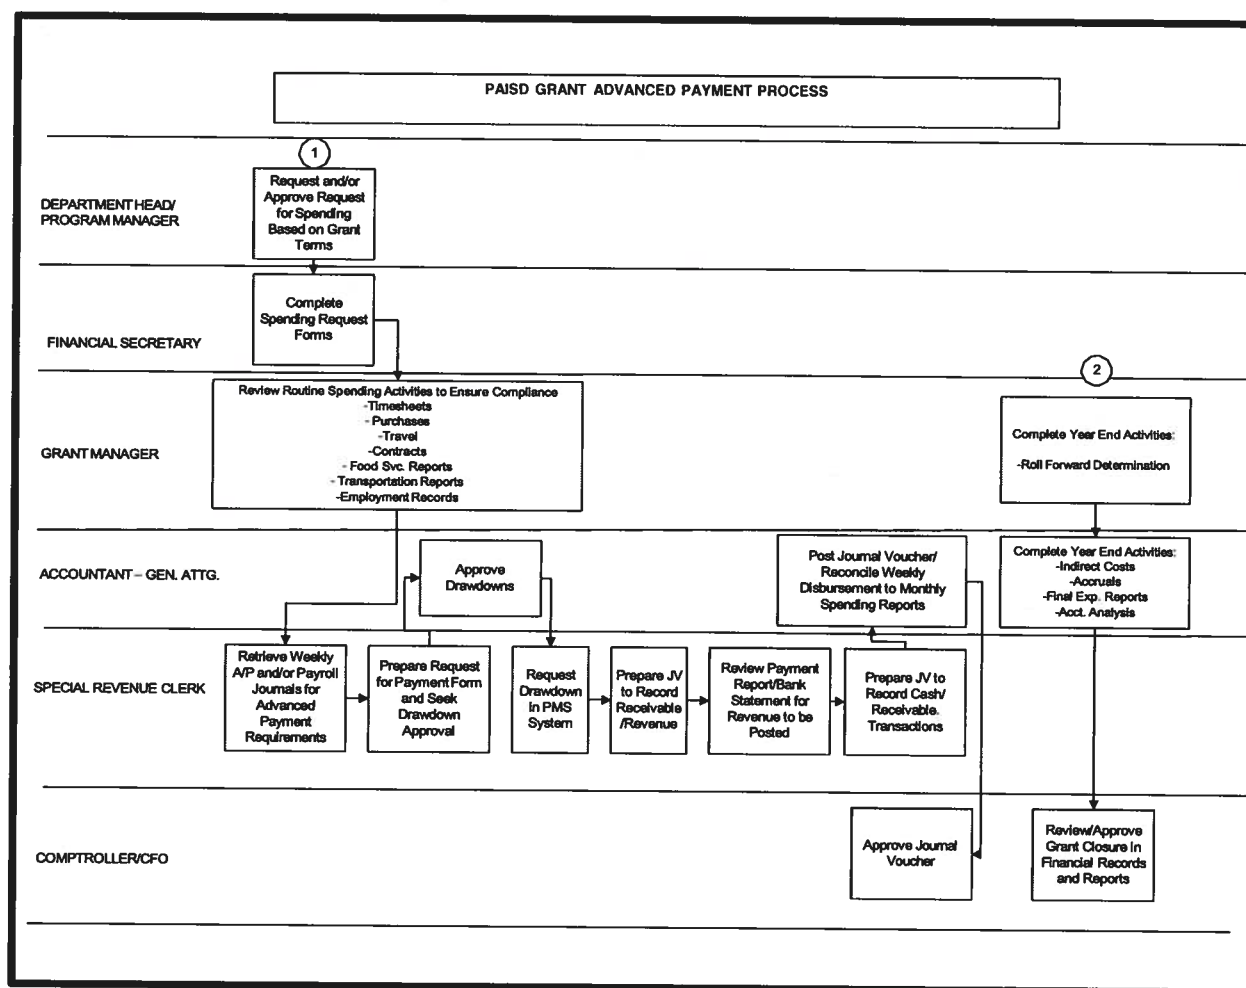 PAISD GRANT ADVANCED PAYMENT PROCESS
1
DEPARTMENT HEAD/
PROGRAM MANAGER
Request and/or
Approve Request
for Spending
Based on Grant
Terms
FINANCIAL SECRETARY
Complete
Spending Request
Forms
2
GRANT MANAGER
Review Routine Spending Activities to Ensure Compliance
-Timesheets
- Purchases
-Travel
-Contracts
- Food Svc. Reports
- Transportation Reports
-Employment Records
Complete Year End Activities:
-Roll Forward Determination
ACCOUNTANT – GEN. ATTG.
Approve
Drawdowns
Post Journal Voucher/
Reconcile Weekly
Disbursement to Monthly
Spending Reports
Complete Year End Activities:
-Indirect Costs
-Accruals
-Final Exp. Reports
-Acct. Analysis
SPECIAL REVENUE CLERK
Retrieve Weekly
A/P and/or Payroll
Journals for
Advanced
Payment
Requirements
Prepare Request
for Payment Form
and Seek
Drawdown
Approval
Request
Drawdown
in PMS
System
Prepare JV
to Record
Receivable
/Revenue
Review Payment
Report/Bank
Statement for
Revenue to be
Posted
Prepare JV to
Record Cash/
Receivable.
Transactions
COMPTROLLER/CFO
Approve Journal
Voucher
Review/Approve
Grant Closure in
Financial Records
and Reports